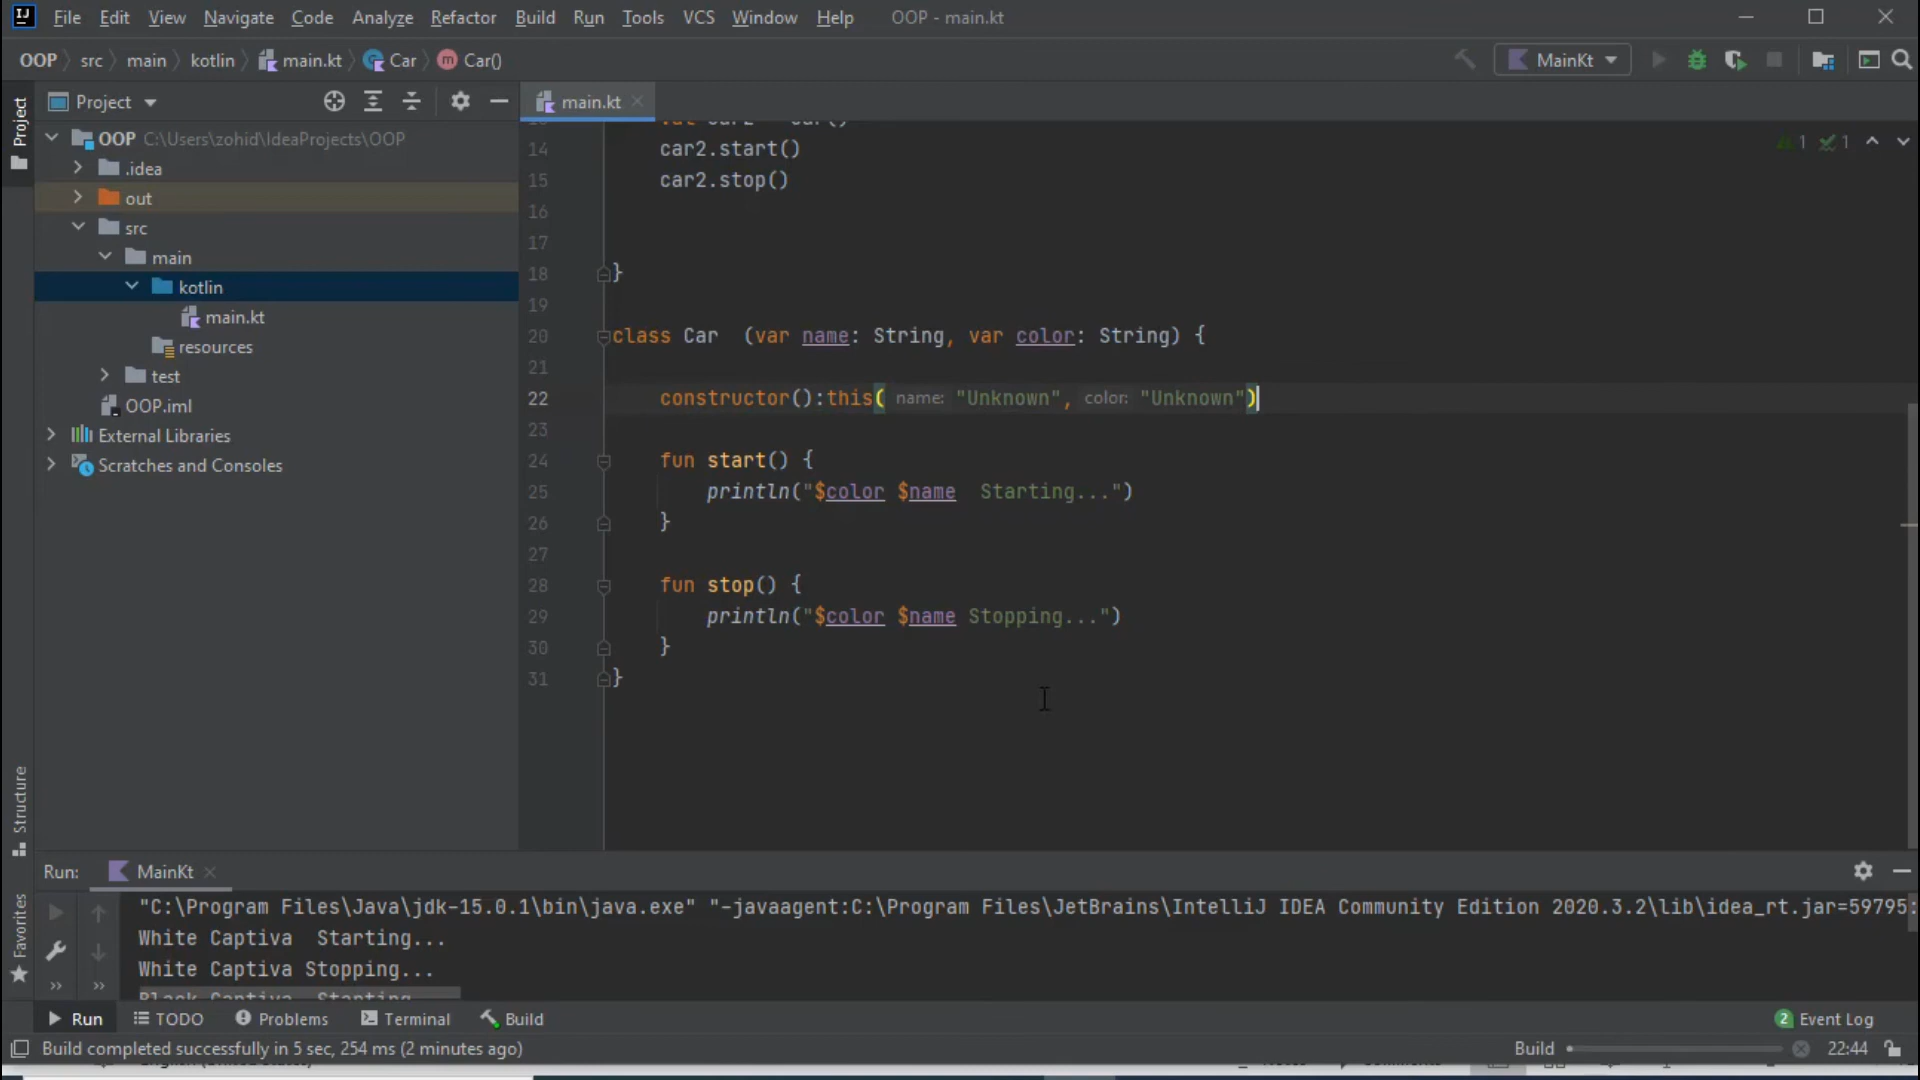 File Edit View Navigate Code Analyze Refactor Build Run Tools VCS Window Help OOP - main.kt
OOP src main kotlin main.kt Car Car()
MainKt
Project
Project
main.kt
OOP C:\Users\zohid\IdeaProjects\OOP
.idea
out
src
main
kotlin
main.kt
resources
test
OOP.iml
External Libraries
Scratches and Consoles
1 1
14 car2.start()
15 car2.stop()
16
17
18 }
19
20 class Car (var name: String, var color: String) {
21
22 constructor():this( name: "Unknown", color: "Unknown")
23
24 fun start() {
25 println("$color $name Starting...")
26 }
27
28 fun stop() {
29 println("$color $name Stopping...")
30 }
31 }
Structure
Favorites
Run: MainKt
"C:\Program Files\Java\jdk-15.0.1\bin\java.exe" "-javaagent:C:\Program Files\JetBrains\IntelliJ IDEA Community Edition 2020.3.2\lib\idea_rt.jar=59795:
White Captiva Starting...
White Captiva Stopping...
Black Captiva Starting
Run TODO Problems Terminal Build
2 Event Log
Build completed successfully in 5 sec, 254 ms (2 minutes ago)
Build 22:44